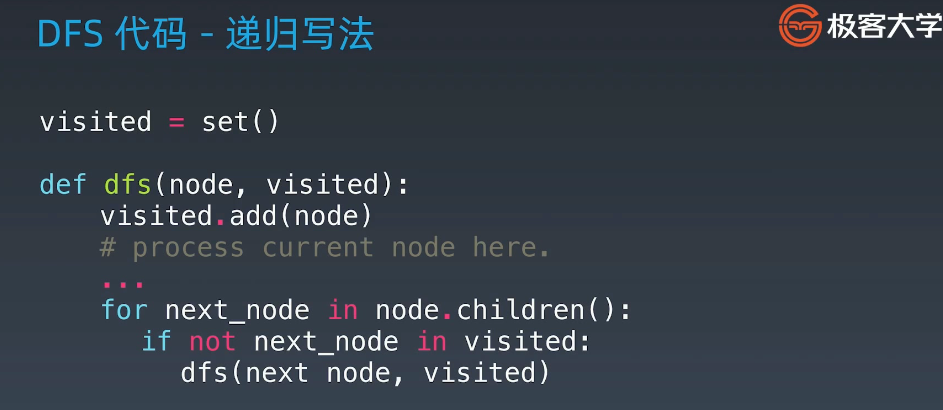 DFS 代码 - 递归写法
极客大学
visited = set()
def dfs(node, visited):
visited.add(node)
# process current node here.
...
for next_node in node.children():
if not next_node in visited:
dfs(next node, visited)